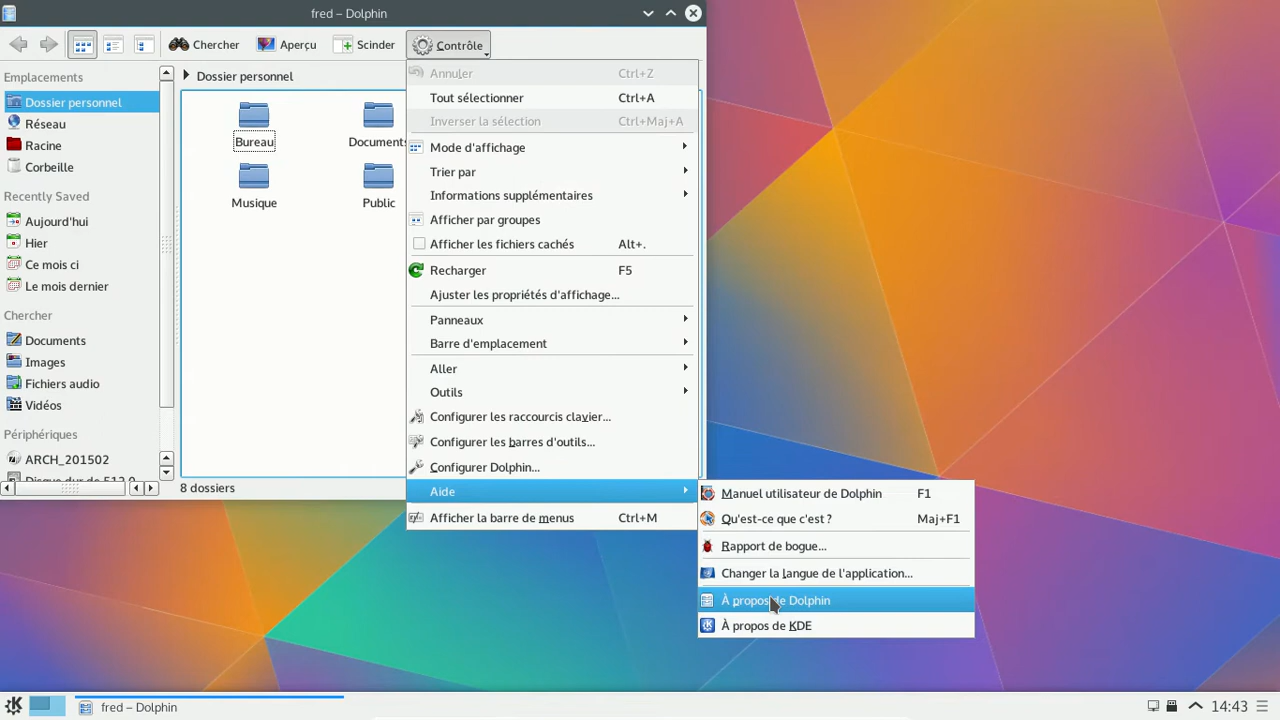 fred – Dolphin
Chercher
Aperçu
Scinder
Contrôle
Emplacements
Dossier personnel
Réseau
Racine
Corbeille
Recently Saved
Aujourd'hui
Hier
Ce mois ci
Le mois dernier
Chercher
Documents
Images
Fichiers audio
Vidéos
Périphériques
ARCH_201502
Disque dur de 512,0
Dossier personnel
Bureau
Documents
Musique
Public
8 dossiers
Annuler Ctrl+Z
Tout sélectionner Ctrl+A
Inverser la sélection Ctrl+Maj+A
Mode d'affichage
Trier par
Informations supplémentaires
Afficher par groupes
Afficher les fichiers cachés Alt+.
Recharger F5
Ajuster les propriétés d'affichage...
Panneaux
Barre d'emplacement
Aller
Outils
Configurer les raccourcis clavier...
Configurer les barres d'outils...
Configurer Dolphin...
Aide
Afficher la barre de menus Ctrl+M
Manuel utilisateur de Dolphin F1
Qu'est-ce que c'est ? Maj+F1
Rapport de bogue...
Changer la langue de l'application...
À propos de Dolphin
À propos de KDE
fred – Dolphin
14:43